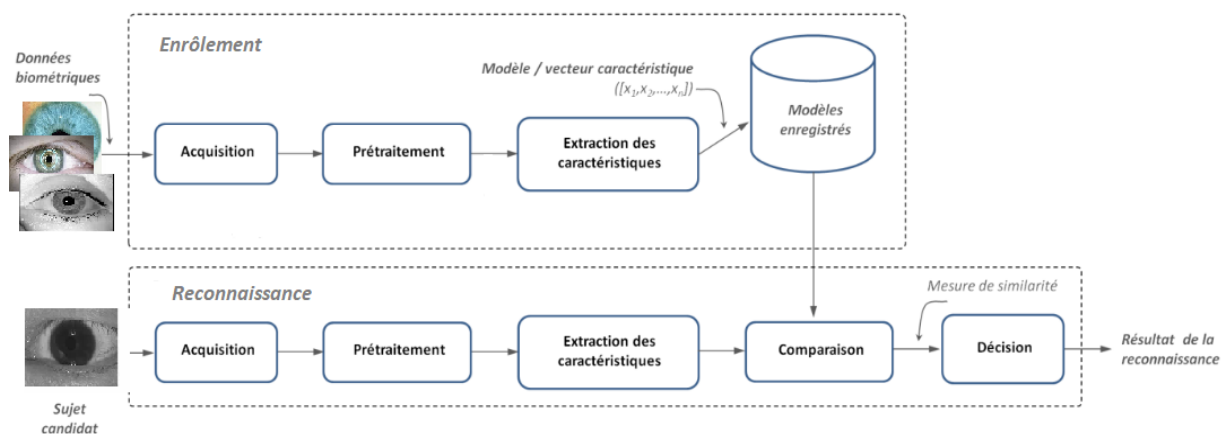 Enrôlement
Données
biométriques
Modèle / vecteur caractéristique
([x1,x2,...,xn])
Modèles
enregistrés
Acquisition
Prétraitement
Extraction des
caractéristiques
Reconnaissance
Mesure de similarité
Acquisition
Prétraitement
Extraction des
caractéristiques
Comparaison
Décision
Résultat de la
reconnaissance
Sujet
candidat